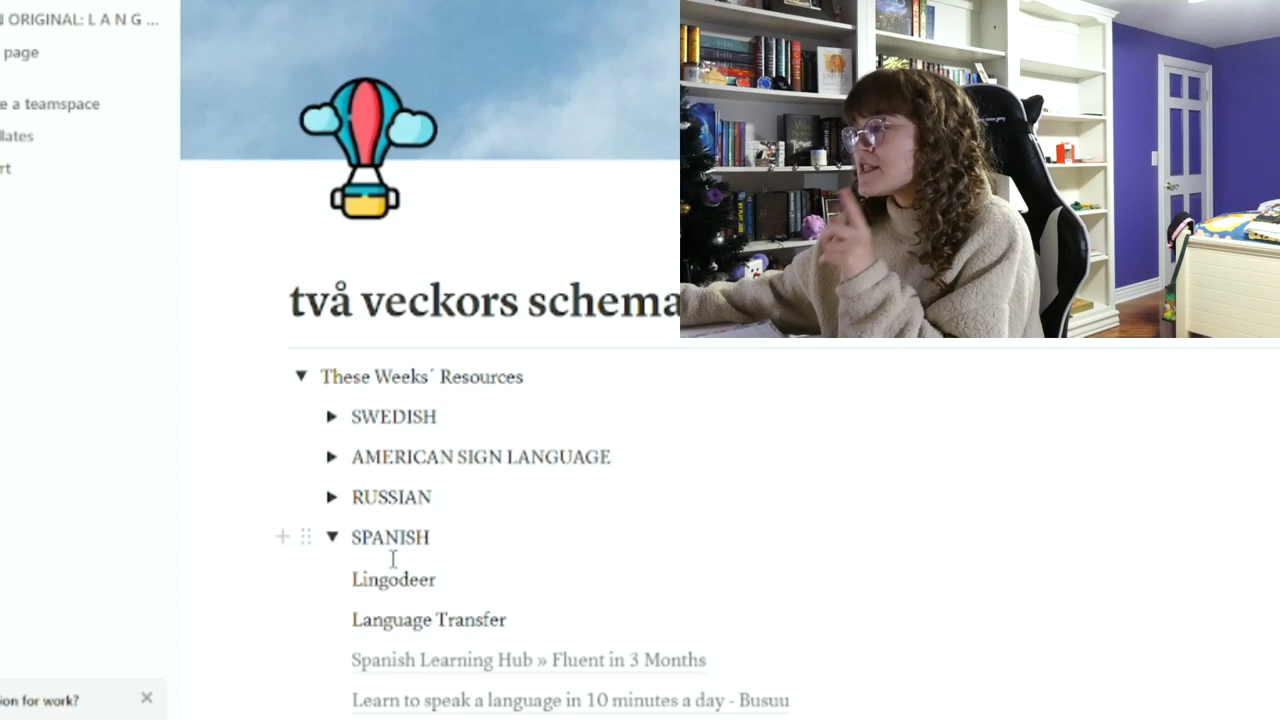 ORIGINAL: L A N G ...
page
e a teamspace
lates
rt
två veckors schema
These Weeks´ Resources
SWEDISH
AMERICAN SIGN LANGUAGE
RUSSIAN
SPANISH
Lingodeer
Language Transfer
Spanish Learning Hub » Fluent in 3 Months
Learn to speak a language in 10 minutes a day - Busuu
ion for work?